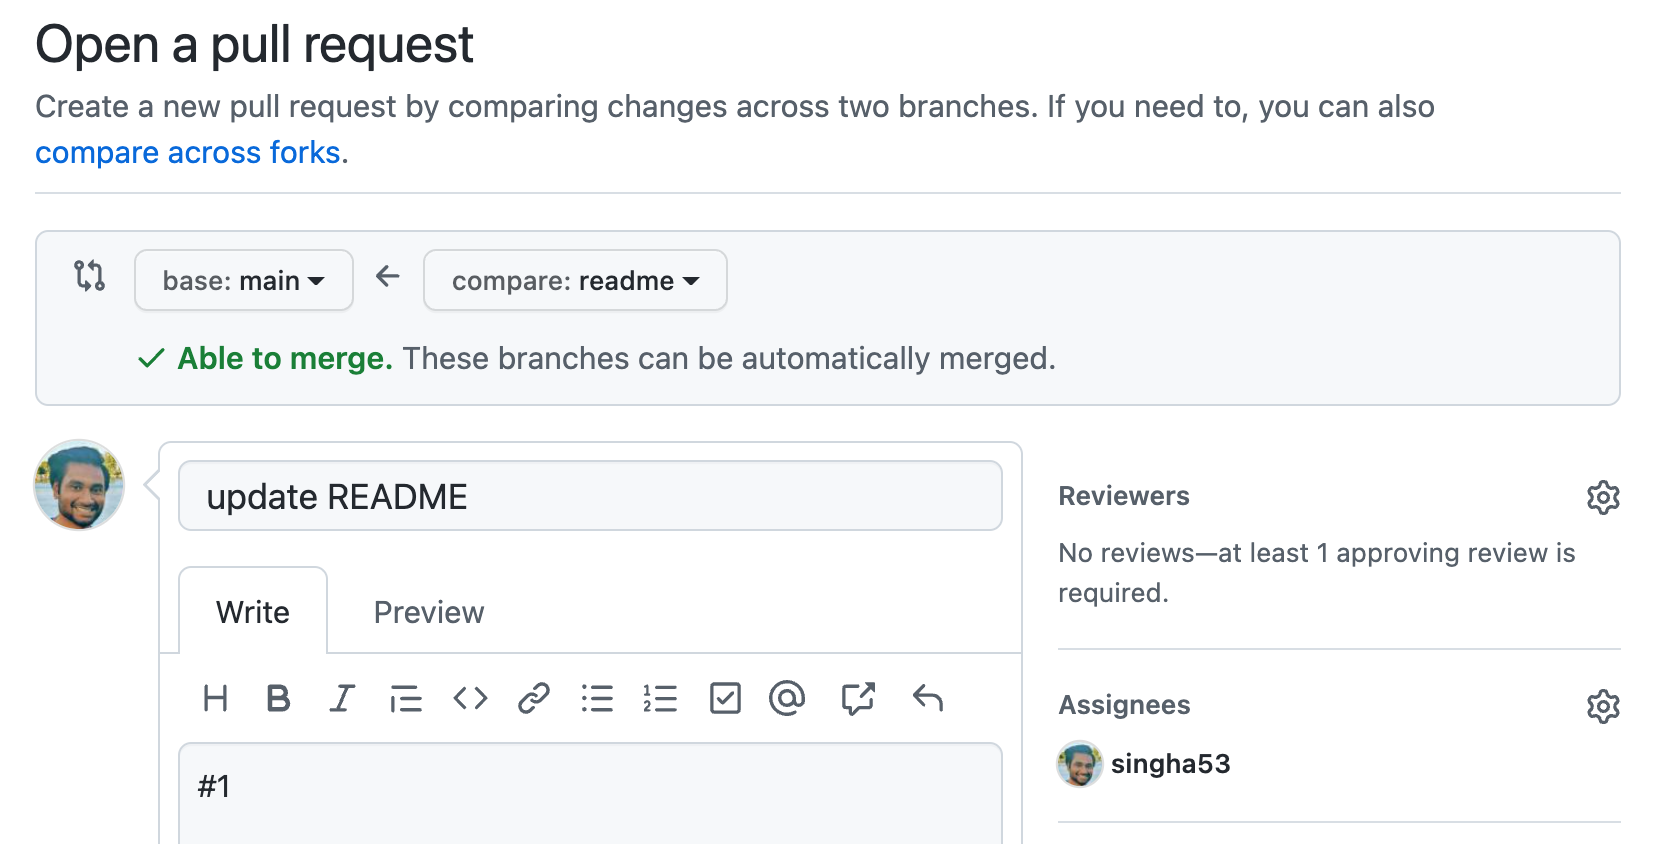 Open a pull request
Create a new pull request by comparing changes across two branches. If you need to, you can also
compare across forks.
base: main
compare: readme
Able to merge. These branches can be automatically merged.
update README
Write
Preview
#1
Reviewers
No reviews—at least 1 approving review is
required.
Assignees
singha53